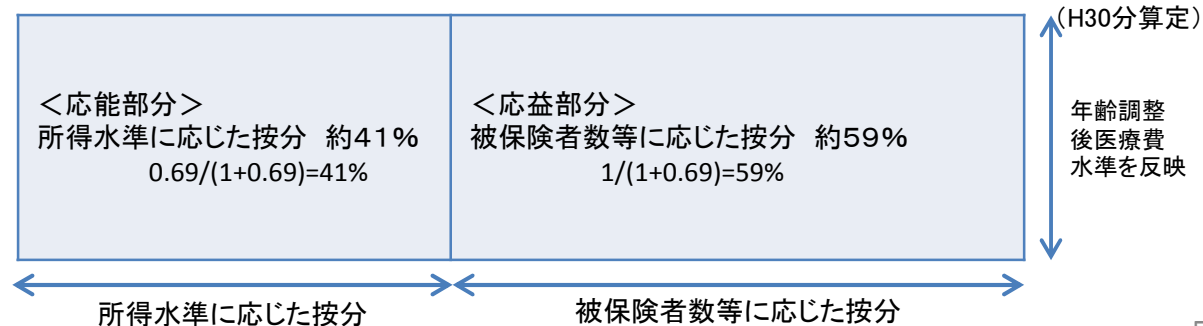 (H30分算定)
<応能部分>
所得水準に応じた按分 約41%
0.69/(1+0.69)=41%
<応益部分>
被保険者数等に応じた按分 約59%
1/(1+0.69)=59%
年齢調整
後医療費
水準を反映
所得水準に応じた按分
被保険者数等に応じた按分